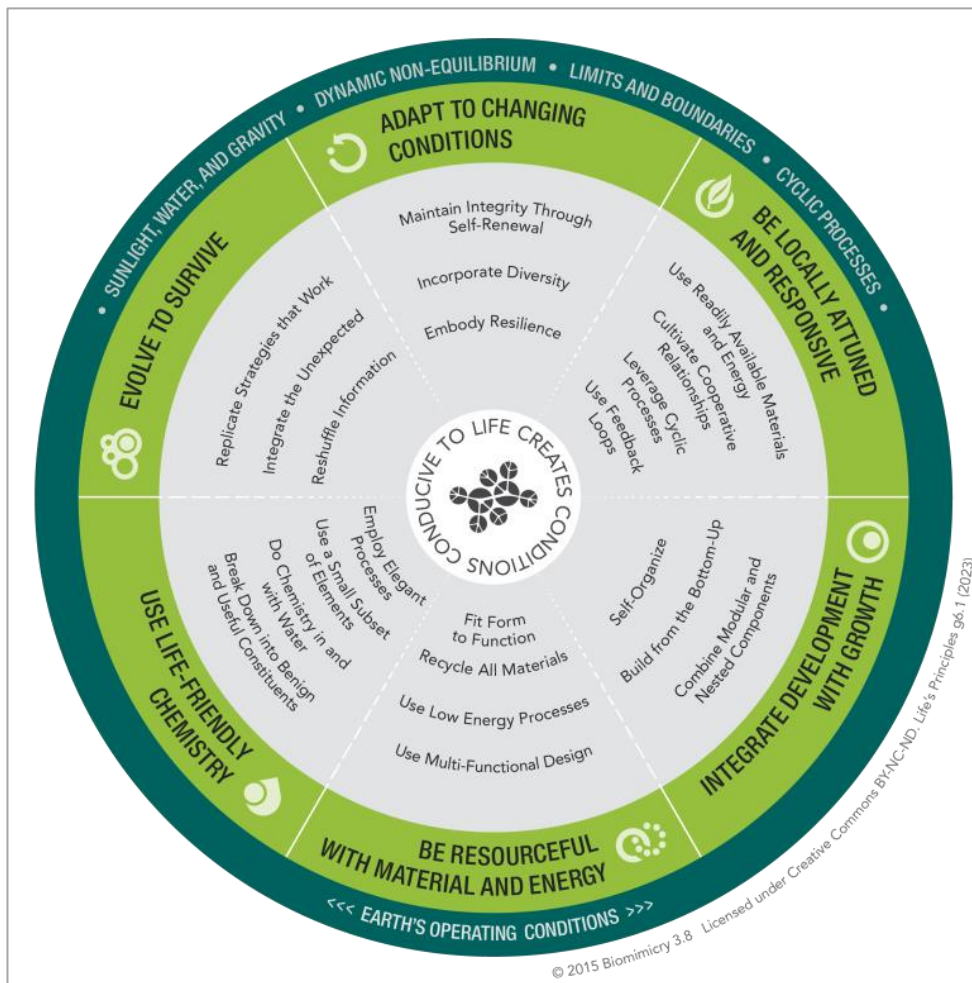 • SUNLIGHT, WATER, AND GRAVITY • DYNAMIC NON-EQUILIBRIUM • LIMITS AND BOUNDARIES • CYCLIC PROCESSES •
ADAPT TO CHANGING
CONDITIONS
Maintain Integrity Through
Self-Renewal
Incorporate Diversity
Embody Resilience
BE LOCALLY ATTUNED
AND RESPONSIVE
Use Readily Available Materials
and Energy
Cultivate Cooperative
Relationships
Leverage Cyclic
Processes
Use Feedback
Loops
INTEGRATE DEVELOPMENT
WITH GROWTH
Self-Organize
Build from the Bottom-Up
Combine Modular and
Nested Components
BE RESOURCEFUL
WITH MATERIAL AND ENERGY
Fit Form
to Function
Recycle All Materials
Use Low Energy Processes
Use Multi-Functional Design
USE LIFE-FRIENDLY
CHEMISTRY
Employ Elegant
Processes
Use a Small Subset
of Elements
Do Chemistry in and
with Water
Break Down into Benign
and Useful Constituents
EVOLVE TO SURVIVE
Replicate Strategies that Work
Integrate the Unexpected
Reshuffle Information
LIFE CREATES CONDITIONS CONDUCIVE TO
<<< EARTH'S OPERATING CONDITIONS >>>
© 2015 Biomimicry 3.8 Licensed under Creative Commons BY-NC-ND. Life's Principles g6.1 (2023)